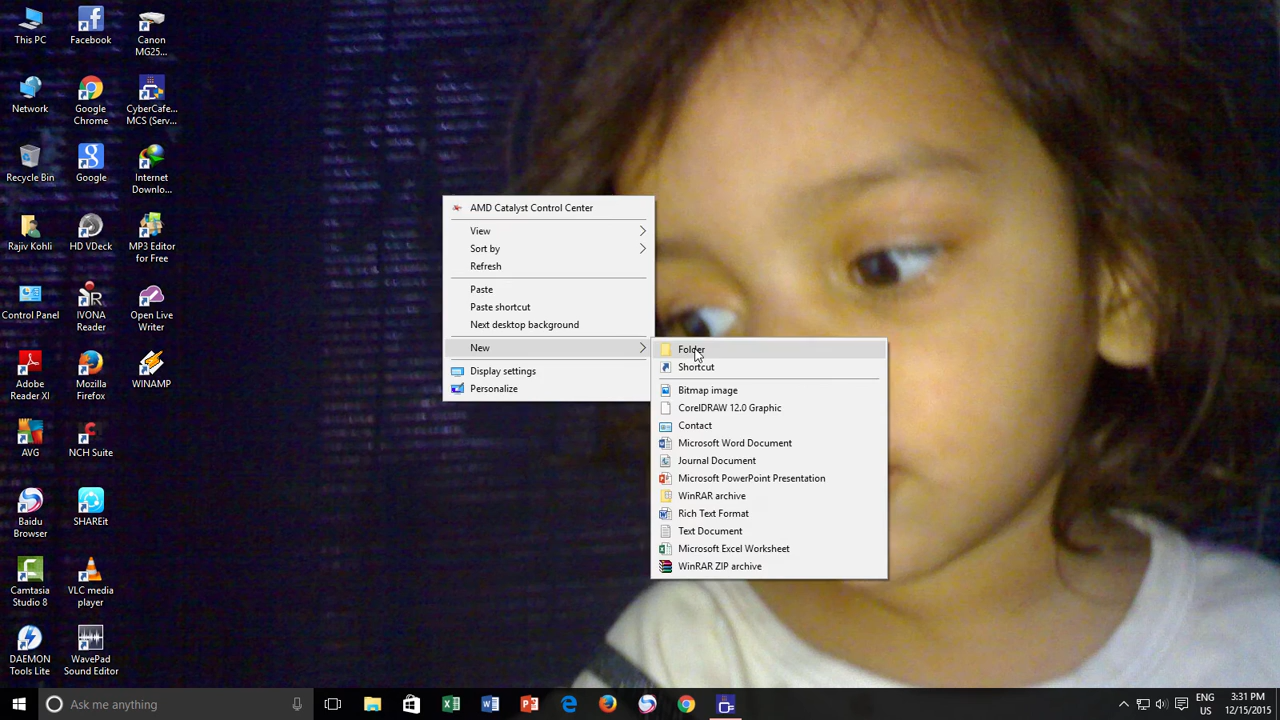 This PC
Facebook
Canon
MG25...
Network
Google
Chrome
CyberCafe...
MCS (Serv...
Recycle Bin
Google
Internet
Downlo...
Rajiv Kohli
HD VDeck
MP3 Editor
for Free
Control Panel
IVONA
Reader
Open Live
Writer
Adobe
Reader XI
Mozilla
Firefox
WINAMP
AVG
NCH Suite
Baidu
Browser
SHAREit
Camtasia
Studio 8
VLC media
player
DAEMON
Tools Lite
WavePad
Sound Editor
AMD Catalyst Control Center
View
Sort by
Refresh
Paste
Paste shortcut
Next desktop background
New
Display settings
Personalize
Folder
Shortcut
Bitmap image
CorelDRAW 12.0 Graphic
Contact
Microsoft Word Document
Journal Document
Microsoft PowerPoint Presentation
WinRAR archive
Rich Text Format
Text Document
Microsoft Excel Worksheet
WinRAR ZIP archive
Ask me anything
ENG
US
3:31 PM
12/15/2015